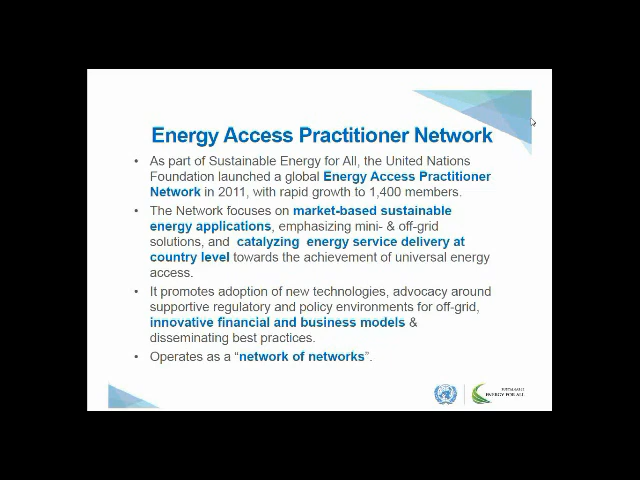 Energy Access Practitioner Network
• As part of Sustainable Energy for All, the United Nations
Foundation launched a global Energy Access Practitioner
Network in 2011, with rapid growth to 1,400 members.
• The Network focuses on market-based sustainable
energy applications, emphasizing mini- & off-grid
solutions, and catalyzing energy service delivery at
country level towards the achievement of universal energy
access.
• It promotes adoption of new technologies, advocacy around
supportive regulatory and policy environments for off-grid,
innovative financial and business models &
disseminating best practices.
• Operates as a “network of networks”.
SUSTAINABLE
ENERGY FOR ALL